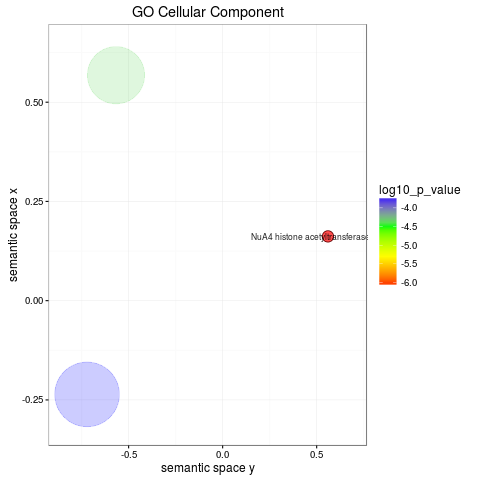 GO Cellular Component
semantic space x
0.50
0.25
0.00
-0.25
NuA4 histone acetyltransferase
-0.5
0.0
0.5
semantic space y
log10_p_value
-4.0
-4.5
-5.0
-5.5
-6.0